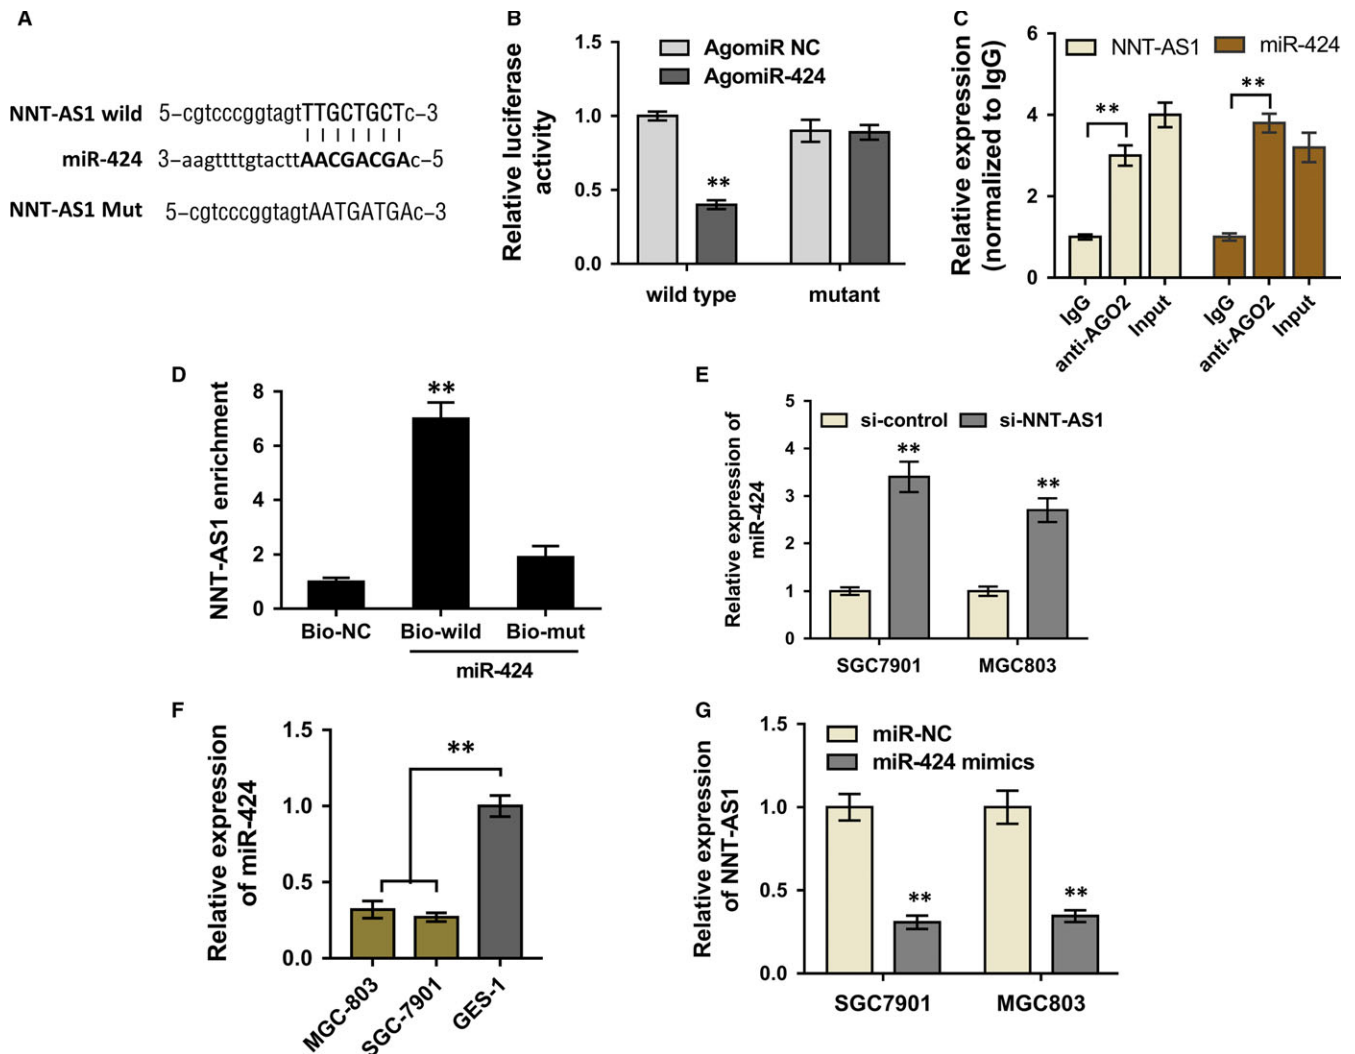 A
NNT-AS1 wild 5–cgtcccggtagtTTGCTGCTc–3
miR-424 3–aagttttgtacttAACGACGAc–5
NNT-AS1 Mut 5–cgtcccggtagtAATGATGAc–3
B
Relative luciferase
activity
1.5
1.0
0.5
0.0
AgomiR NC
AgomiR-424
**
wild type mutant
C
Relative expression
(normalized to IgG)
6
4
2
0
NNT-AS1 miR-424
** **
IgG anti-AGO2 Input IgG anti-AGO2 Input
D
NNT-AS1 enrichment
8
6
4
2
0
**
Bio-NC Bio-wild Bio-mut
miR-424
E
Relative expression of
miR-424
5
4
3
2
1
0
si-control si-NNT-AS1
** **
SGC7901 MGC803
F
Relative expression
of miR-424
1.5
1.0
0.5
0.0
**
MGC-803 SGC-7901 GES-1
G
Relative expression
of NNT-AS1
1.5
1.0
0.5
0.0
miR-NC
miR-424 mimics
** **
SGC7901 MGC803